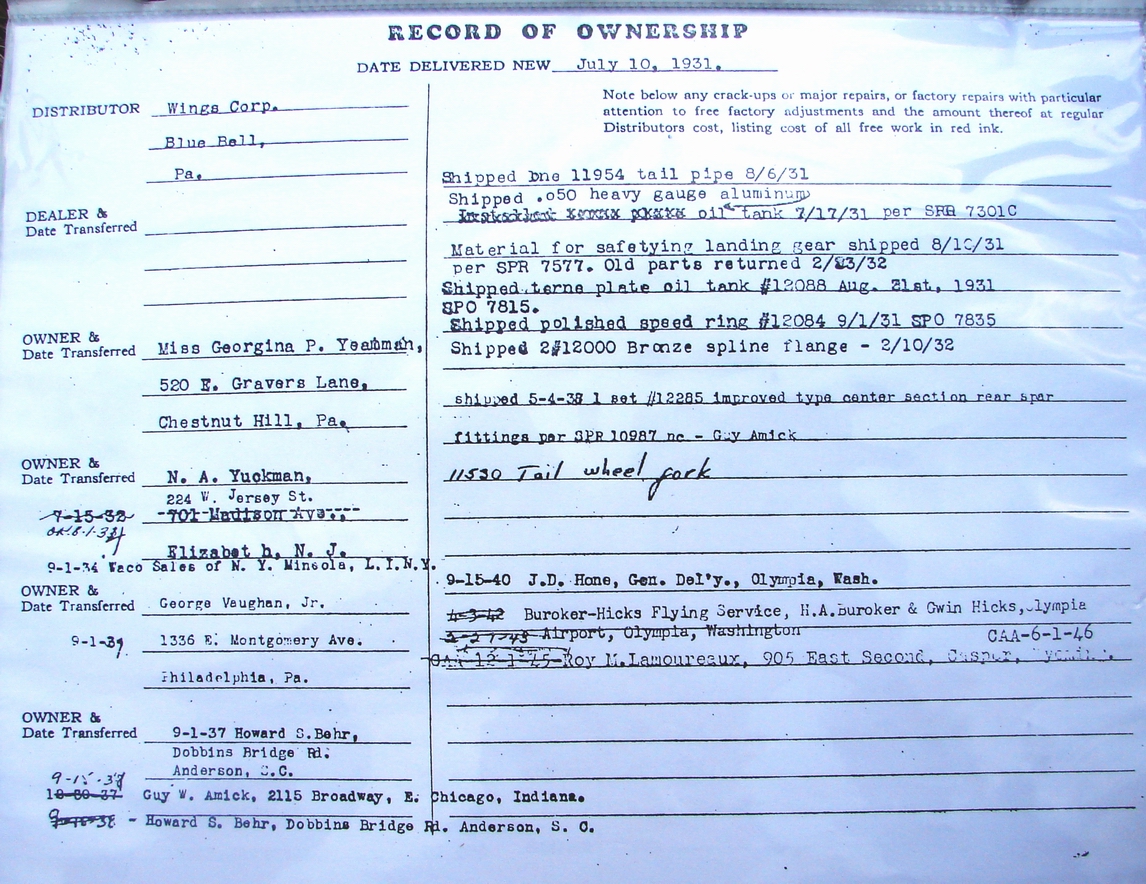 RECORD OF OWNERSHIP
DATE DELIVERED NEW July 10, 1931.
DISTRIBUTOR Wings Corp.
Blue Bell,
Pa.
DEALER &
Date Transferred
OWNER &
Date Transferred Miss Georgina P. Yeatman,
520 E. Gravers Lane,
Chestnut Hill, Pa.
OWNER &
Date Transferred N. A. Yuckman,
224 W. Jersey St.
7-15-32 701 Madison Ave.,
Elizabet h, N. J.
9-1-34 Waco Sales of N. Y. Mineola, L.I.N.Y.
OWNER &
Date Transferred George Vaughan, Jr.
1336 E. Montgomery Ave.
Philadelphia, Pa.
OWNER &
Date Transferred 9-1-37 Howard S.Behr,
Dobbins Bridge Rd.
Anderson, S.C.
Guy W. Amick, 2115 Broadway, E. Chicago, Indiana.
- Howard S. Behr, Dobbins Bridge Rd. Anderson, S. C.
Note below any crack-ups or major repairs, or factory repairs with particular
attention to free factory adjustments and the amount thereof at regular
Distributors cost, listing cost of all free work in red ink.
Shipped one 11954 tail pipe 8/6/31
Shipped .050 heavy gauge aluminum
oil tank 7/17/31 per SRR 7301C
Material for safetying landing gear shipped 8/10/31
per SPR 7577. Old parts returned 2/23/32
Shipped terne plate oil tank #12088 Aug. 21st, 1931
SPO 7815.
Shipped polished speed ring #12084 9/1/31 SPO 7835
Shipped 2#12000 Bronze spline flange - 2/10/32
shipped 5-4-38 1 set #12285 improved type center section rear spar
fittings per SPR 10987 nc - Guy Amick
11530 Tail wheel fork
9-15-40 J.D. Hone, Gen. Del'y., Olympia, Wash.
4-3-42 Buroker-Hicks Flying Service, H.A.Buroker & Gwin Hicks, Olympia
Airport, Olympia, Washington CAA-6-1-46
Roy M.Lamoureaux, 905 East Second, Casper,